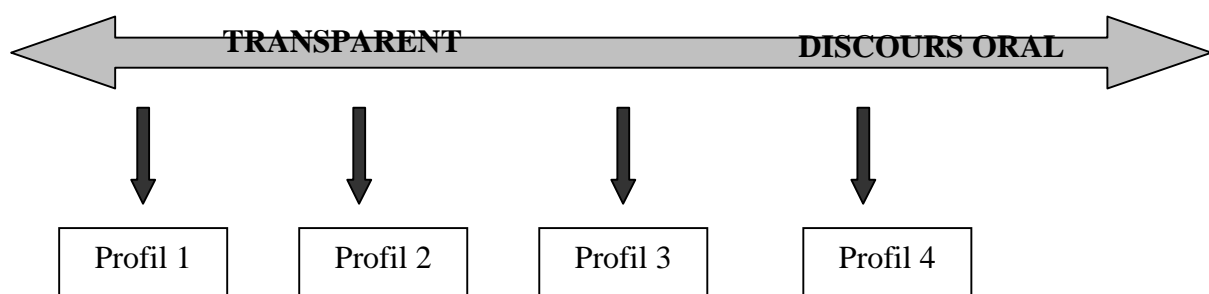 TRANSPARENT DISCOURS ORAL
Profil 1 Profil 2 Profil 3 Profil 4